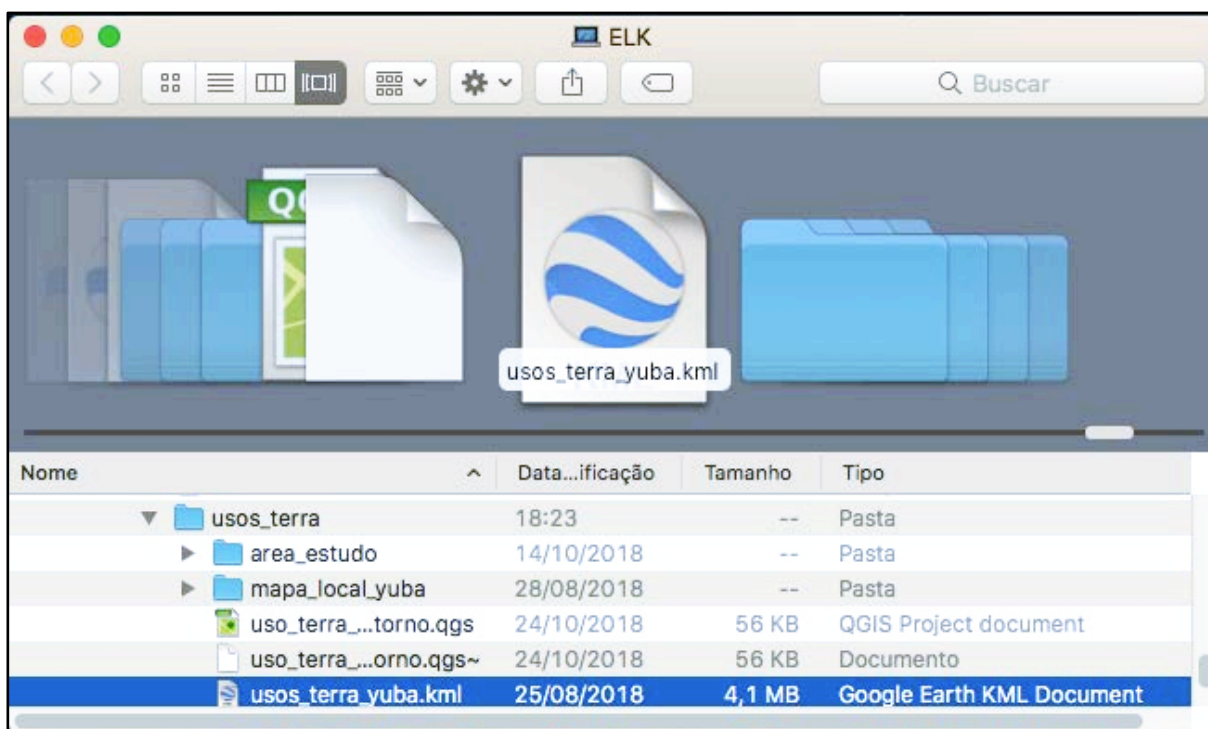 ELK
Buscar
QG
usos_terra_yuba.kml
Nome Data...ificação Tamanho Tipo
usos_terra 18:23 -- Pasta
area_estudo 14/10/2018 -- Pasta
mapa_local_yuba 28/08/2018 -- Pasta
uso_terra_...torno.qgs 24/10/2018 56 KB QGIS Project document
uso_terra_...orno.qgs~ 24/10/2018 56 KB Documento
usos_terra_yuba.kml 25/08/2018 4,1 MB Google Earth KML Document